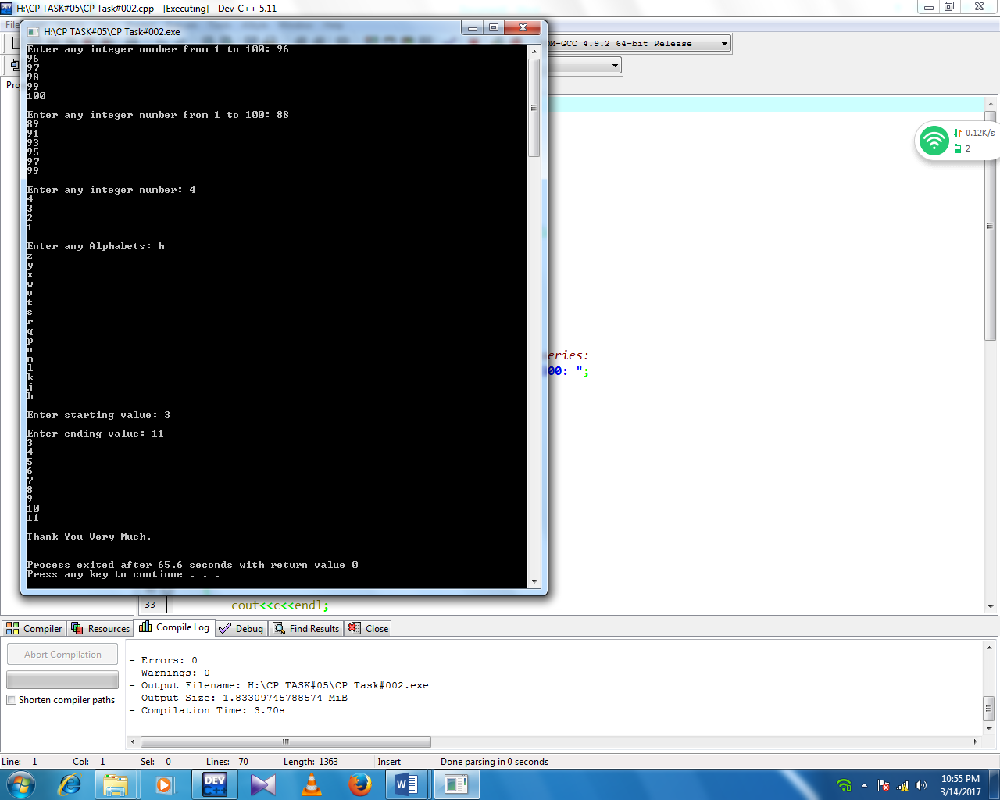 H:\CP TASK#05\CP Task#002.cpp - [Executing] - Dev-C++ 5.11
H:\CP TASK#05\CP Task#002.exe
DM-GCC 4.9.2 64-bit Release
Enter any integer number from 1 to 100: 96
96
97
98
99
100
Enter any integer number from 1 to 100: 88
89
91
93
95
97
99
Enter any integer number: 4
4
3
2
1
Enter any Alphabets: h
z
y
x
w
v
t
s
r
q
p
n
m
l
k
j
h
Enter starting value: 3
Enter ending value: 11
3
4
5
6
7
8
9
10
11
Thank You Very Much.
--------------------------------
Process exited after 65.6 seconds with return value 0
Press any key to continue . . .
0.12K/s
2
eries:
00: ";
33 cout<<c<<endl;
Compiler Resources Compile Log Debug Find Results Close
Abort Compilation
Shorten compiler paths
--------
- Errors: 0
- Warnings: 0
- Output Filename: H:\CP TASK#05\CP Task#002.exe
- Output Size: 1.83309745788574 MiB
- Compilation Time: 3.70s
Line: 1 Col: 1 Sel: 0 Lines: 70 Length: 1363 Insert Done parsing in 0 seconds
DEV C++
10:55 PM
3/14/2017